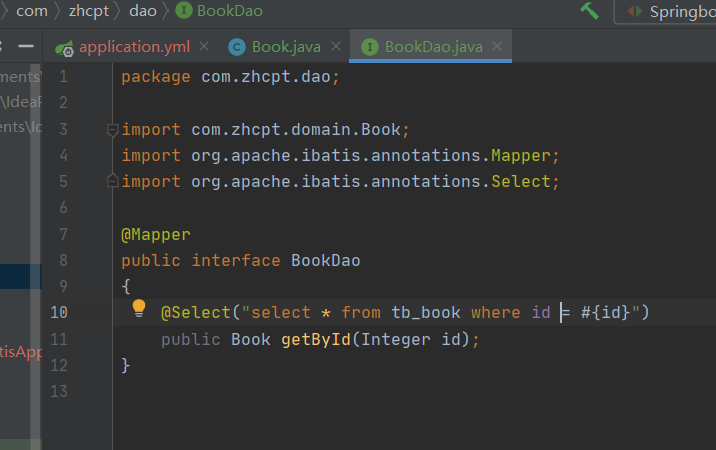 com zhcpt dao BookDao
Springbo
application.yml Book.java BookDao.java
ments\
\IdeaP
ents\Ic
tisApp
1 package com.zhcpt.dao;
2
3 import com.zhcpt.domain.Book;
4 import org.apache.ibatis.annotations.Mapper;
5 import org.apache.ibatis.annotations.Select;
6
7 @Mapper
8 public interface BookDao
9 {
10 @Select("select * from tb_book where id = #{id}")
11 public Book getById(Integer id);
12 }
13